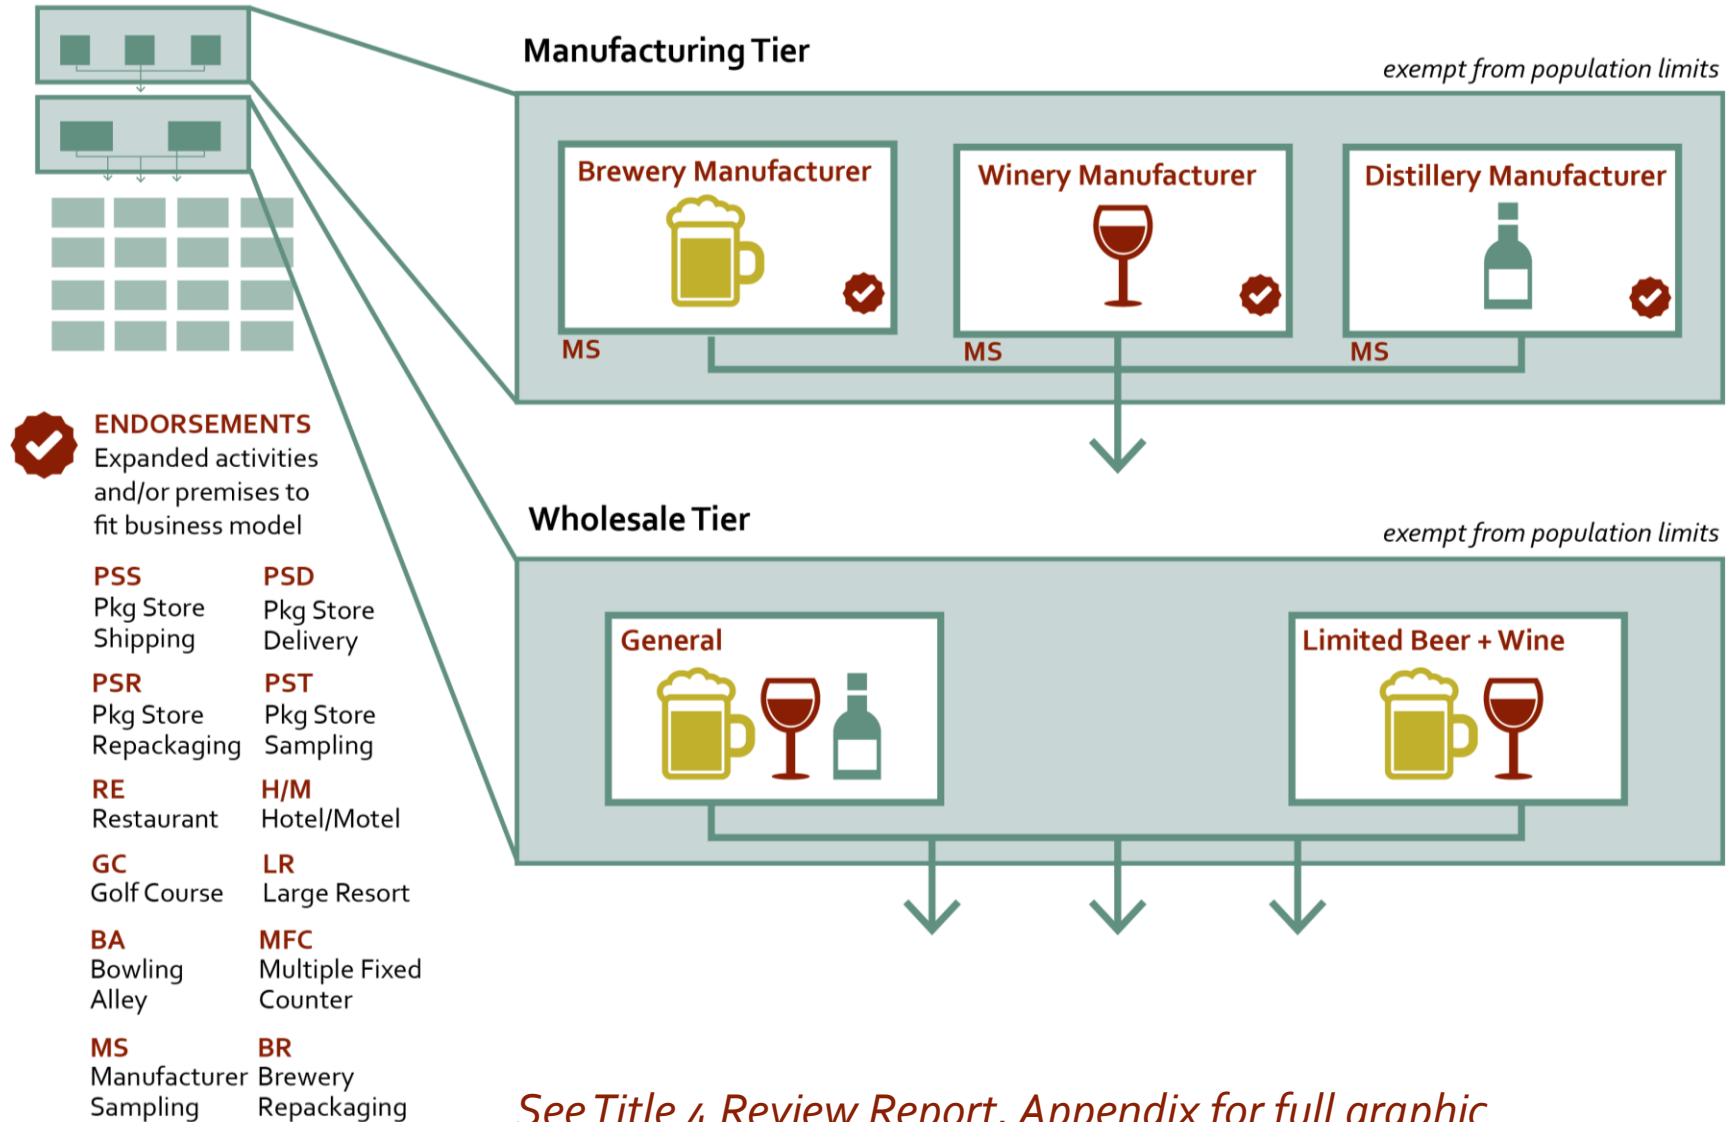 Manufacturing Tier
exempt from population limits
Brewery Manufacturer
Winery Manufacturer
Distillery Manufacturer
MS
MS
MS
ENDORSEMENTS
Expanded activities
and/or premises to
fit business model
PSS
Pkg Store
Shipping
PSD
Pkg Store
Delivery
PSR
Pkg Store
Repackaging
PST
Pkg Store
Sampling
RE
Restaurant
H/M
Hotel/Motel
GC
Golf Course
LR
Large Resort
BA
Bowling
Alley
MFC
Multiple Fixed
Counter
MS
Manufacturer
Sampling
BR
Brewery
Repackaging
Wholesale Tier
exempt from population limits
General
Limited Beer + Wine
See Title 4 Review Report, Appendix for full graphic